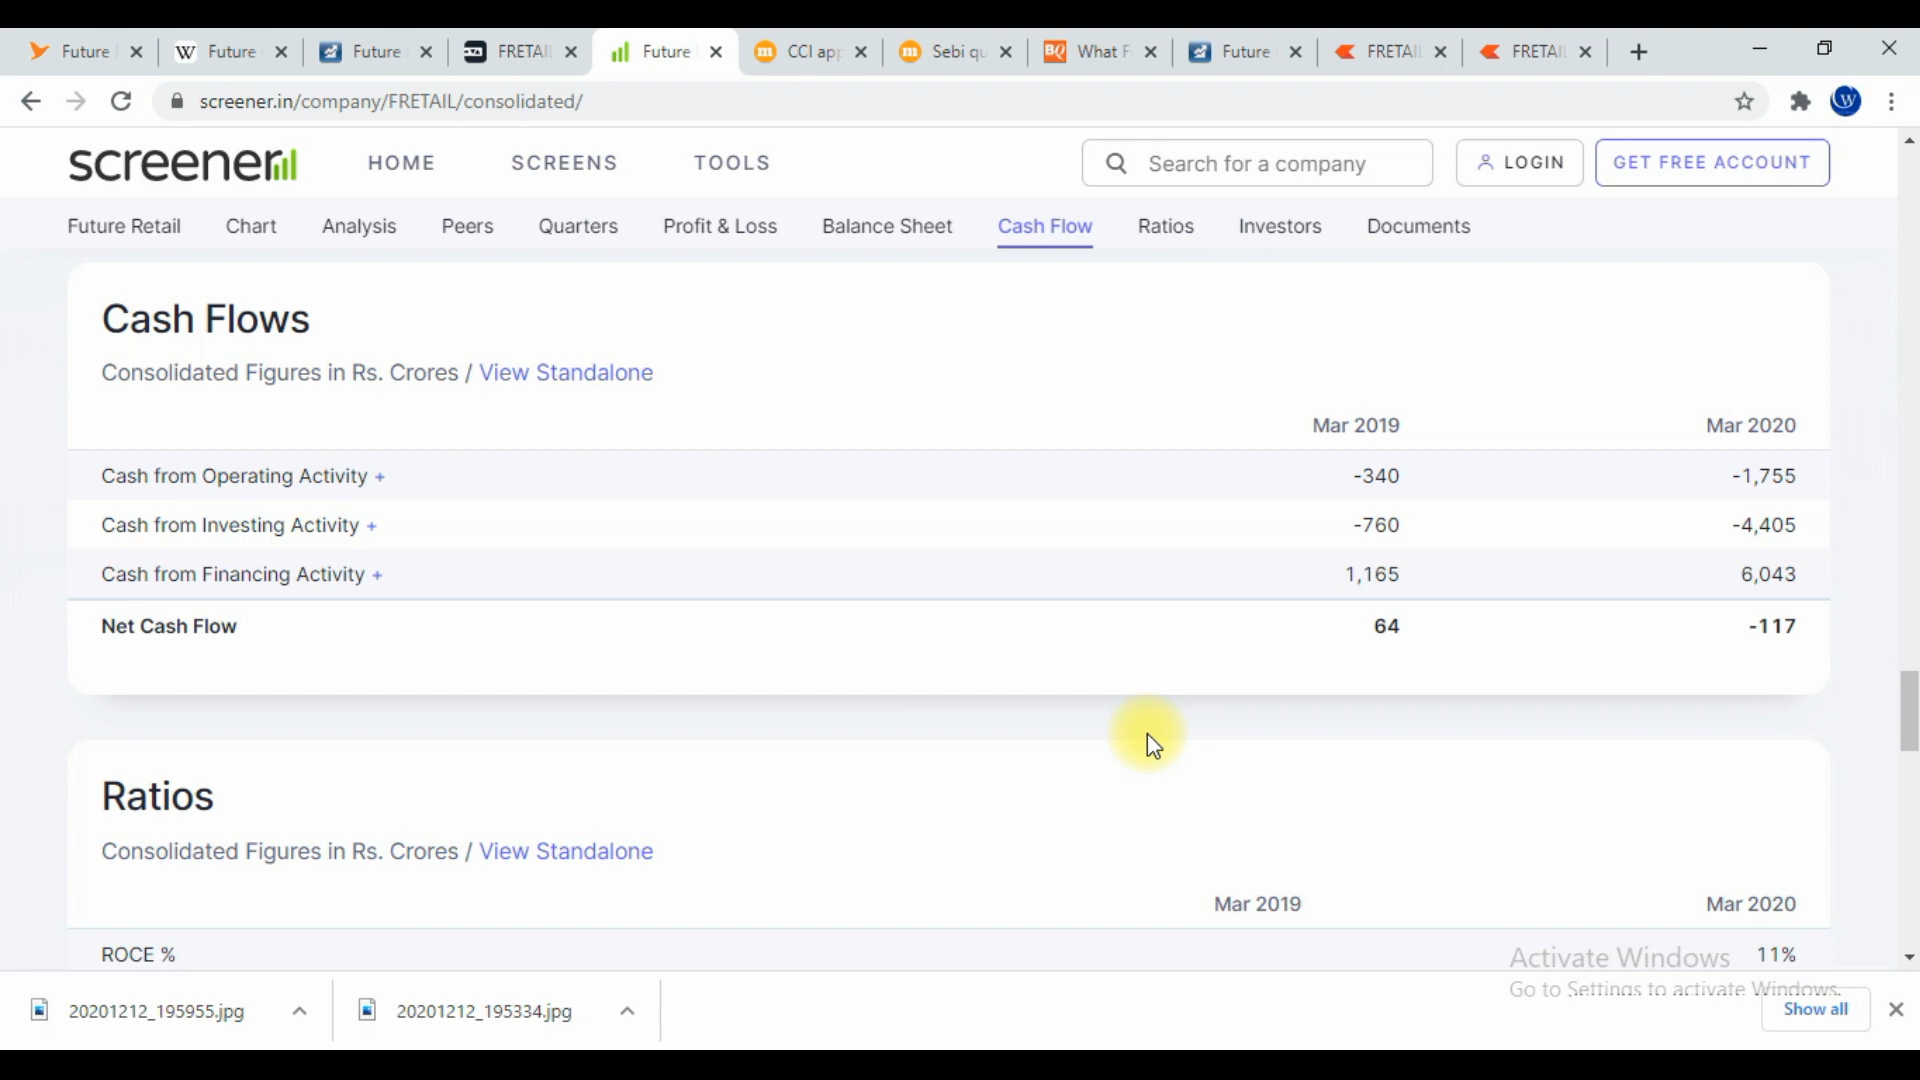 Future
Future
Future
FRETAIL
Future
CCI app
Sebi qu
What F
Future
FRETAIL
FRETAIL
screener.in/company/FRETAIL/consolidated/
screener
HOME
SCREENS
TOOLS
Search for a company
LOGIN
GET FREE ACCOUNT
Future Retail
Chart
Analysis
Peers
Quarters
Profit & Loss
Balance Sheet
Cash Flow
Ratios
Investors
Documents
Cash Flows
Consolidated Figures in Rs. Crores / View Standalone
Mar 2019 Mar 2020
Cash from Operating Activity + -340 -1,755
Cash from Investing Activity + -760 -4,405
Cash from Financing Activity + 1,165 6,043
Net Cash Flow 64 -117
Ratios
Consolidated Figures in Rs. Crores / View Standalone
Mar 2019 Mar 2020
ROCE % 11%
Activate Windows
Go to Settings to activate Windows.
20201212_195955.jpg
20201212_195334.jpg
Show all